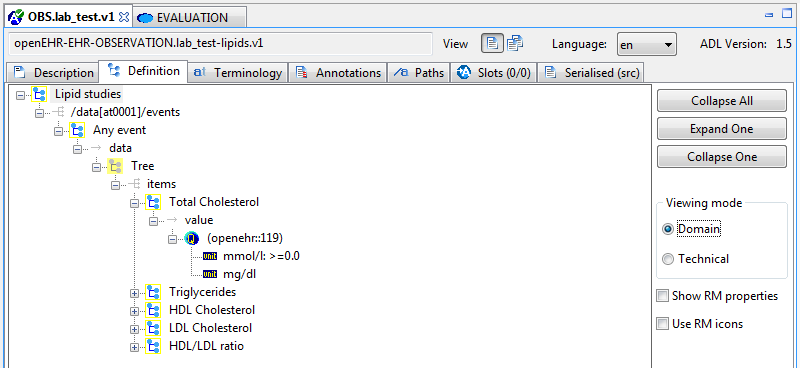 OBS.lab_test.v1 EVALUATION
openEHR-EHR-OBSERVATION.lab_test-lipids.v1 View Language: en ADL Version: 1.5
Description Definition Terminology Annotations Paths Slots (0/0) Serialised (src)
Lipid studies
/data[at0001]/events
Any event
data
Tree
items
Total Cholesterol
value
(openehr::119)
mmol/l: >=0.0
mg/dl
Triglycerides
HDL Cholesterol
LDL Cholesterol
HDL/LDL ratio
Collapse All
Expand One
Collapse One
Viewing mode
Domain
Technical
Show RM properties
Use RM icons